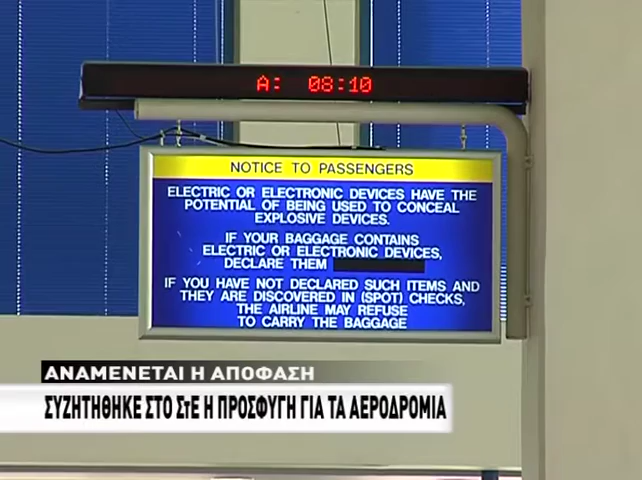 A: 08:10
NOTICE TO PASSENGERS
ELECTRIC OR ELECTRONIC DEVICES HAVE THE
POTENTIAL OF BEING USED TO CONCEAL
EXPLOSIVE DEVICES.
IF YOUR BAGGAGE CONTAINS
ELECTRIC OR ELECTRONIC DEVICES,
DECLARE THEM
IF YOU HAVE NOT DECLARED SUCH ITEMS AND
THEY ARE DISCOVERED IN (SPOT) CHECKS,
THE AIRLINE MAY REFUSE
TO CARRY THE BAGGAGE
ΑΝΑΜΕΝΕΤΑΙ Η ΑΠΟΦΑΣΗ
ΣΥΖΗΤΗΘΗΚΕ ΣΤΟ ΣτΕ Η ΠΡΟΣΦΥΓΗ ΓΙΑ ΤΑ ΑΕΡΟΔΡΟΜΙΑ